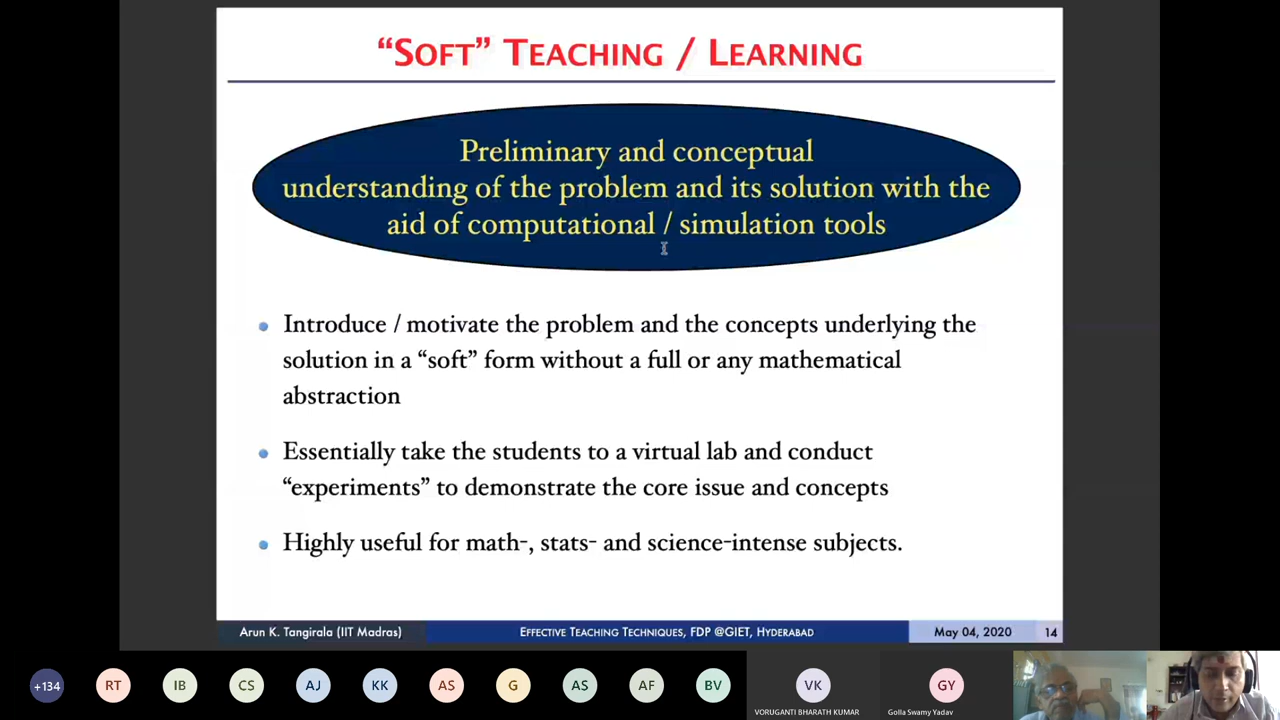 “SOFT” TEACHING / LEARNING
Preliminary and conceptual
understanding of the problem and its solution with the
aid of computational / simulation tools
Introduce / motivate the problem and the concepts underlying the
solution in a “soft” form without a full or any mathematical
abstraction
Essentially take the students to a virtual lab and conduct
“experiments” to demonstrate the core issue and concepts
Highly useful for math-, stats- and science-intense subjects.
Arun K. Tangirala (IIT Madras) EFFECTIVE TEACHING TECHNIQUES, FDP @GIET, HYDERABAD May 04, 2020 14
+134 RT IB CS AJ KK AS G AS AF BV VK GY
VORUGANTI BHARATH KUMAR Golla Swamy Yadav